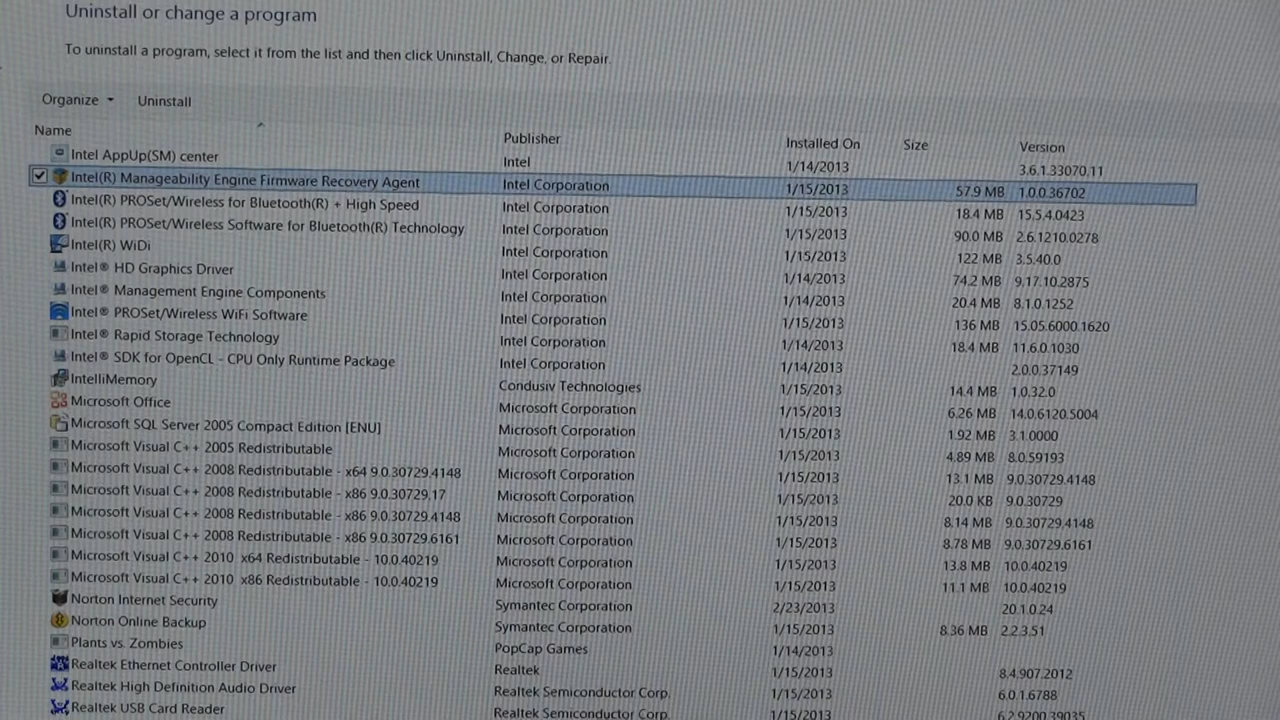 Uninstall or change a program
To uninstall a program, select it from the list and then click Uninstall, Change, or Repair.
Organize Uninstall
Name Publisher Installed On Size Version
Intel AppUp(SM) center Intel 1/14/2013 3.6.1.33070.11
Intel(R) Manageability Engine Firmware Recovery Agent Intel Corporation 1/15/2013 57.9 MB 1.0.0.36702
Intel(R) PROSet/Wireless for Bluetooth(R) + High Speed Intel Corporation 1/15/2013 18.4 MB 15.5.4.0423
Intel(R) PROSet/Wireless Software for Bluetooth(R) Technology Intel Corporation 1/15/2013 90.0 MB 2.6.1210.0278
Intel(R) WiDi Intel Corporation 1/15/2013 122 MB 3.5.40.0
Intel® HD Graphics Driver Intel Corporation 1/14/2013 74.2 MB 9.17.10.2875
Intel® Management Engine Components Intel Corporation 1/14/2013 20.4 MB 8.1.0.1252
Intel® PROSet/Wireless WiFi Software Intel Corporation 1/15/2013 136 MB 15.05.6000.1620
Intel® Rapid Storage Technology Intel Corporation 1/14/2013 18.4 MB 11.6.0.1030
Intel® SDK for OpenCL - CPU Only Runtime Package Intel Corporation 1/14/2013 2.0.0.37149
IntelliMemory Condusiv Technologies 1/15/2013 14.4 MB 1.0.32.0
Microsoft Office Microsoft Corporation 1/15/2013 6.26 MB 14.0.6120.5004
Microsoft SQL Server 2005 Compact Edition [ENU] Microsoft Corporation 1/15/2013 1.92 MB 3.1.0000
Microsoft Visual C++ 2005 Redistributable Microsoft Corporation 1/15/2013 4.89 MB 8.0.59193
Microsoft Visual C++ 2008 Redistributable - x64 9.0.30729.4148 Microsoft Corporation 1/15/2013 13.1 MB 9.0.30729.4148
Microsoft Visual C++ 2008 Redistributable - x86 9.0.30729.17 Microsoft Corporation 1/15/2013 20.0 KB 9.0.30729
Microsoft Visual C++ 2008 Redistributable - x86 9.0.30729.4148 Microsoft Corporation 1/15/2013 8.14 MB 9.0.30729.4148
Microsoft Visual C++ 2008 Redistributable - x86 9.0.30729.6161 Microsoft Corporation 1/15/2013 8.78 MB 9.0.30729.6161
Microsoft Visual C++ 2010 x64 Redistributable - 10.0.40219 Microsoft Corporation 1/15/2013 13.8 MB 10.0.40219
Microsoft Visual C++ 2010 x86 Redistributable - 10.0.40219 Microsoft Corporation 1/15/2013 11.1 MB 10.0.40219
Norton Internet Security Symantec Corporation 2/23/2013 20.1.0.24
Norton Online Backup Symantec Corporation 1/15/2013 8.36 MB 2.2.3.51
Plants vs. Zombies PopCap Games 1/14/2013
Realtek Ethernet Controller Driver Realtek 1/15/2013 8.4.907.2012
Realtek High Definition Audio Driver Realtek Semiconductor Corp. 1/15/2013 6.0.1.6788
Realtek USB Card Reader Realtek Semiconductor Corp. 1/15/2013 6.2.9200.39035